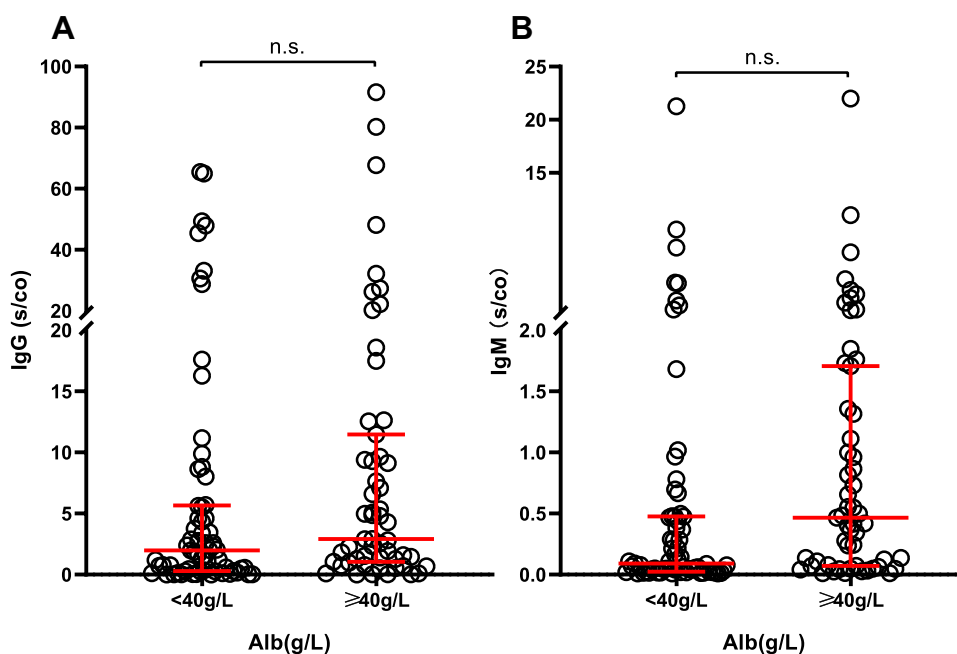 A
n.s.
IgG (s/co)
100
80
60
40
20
20
15
10
5
0
<40g/L
⩾40g/L
Alb(g/L)
B
n.s.
IgM（s/co）
25
20
15
2.0
1.5
1.0
0.5
0.0
<40g/L
⩾40g/L
Alb(g/L)